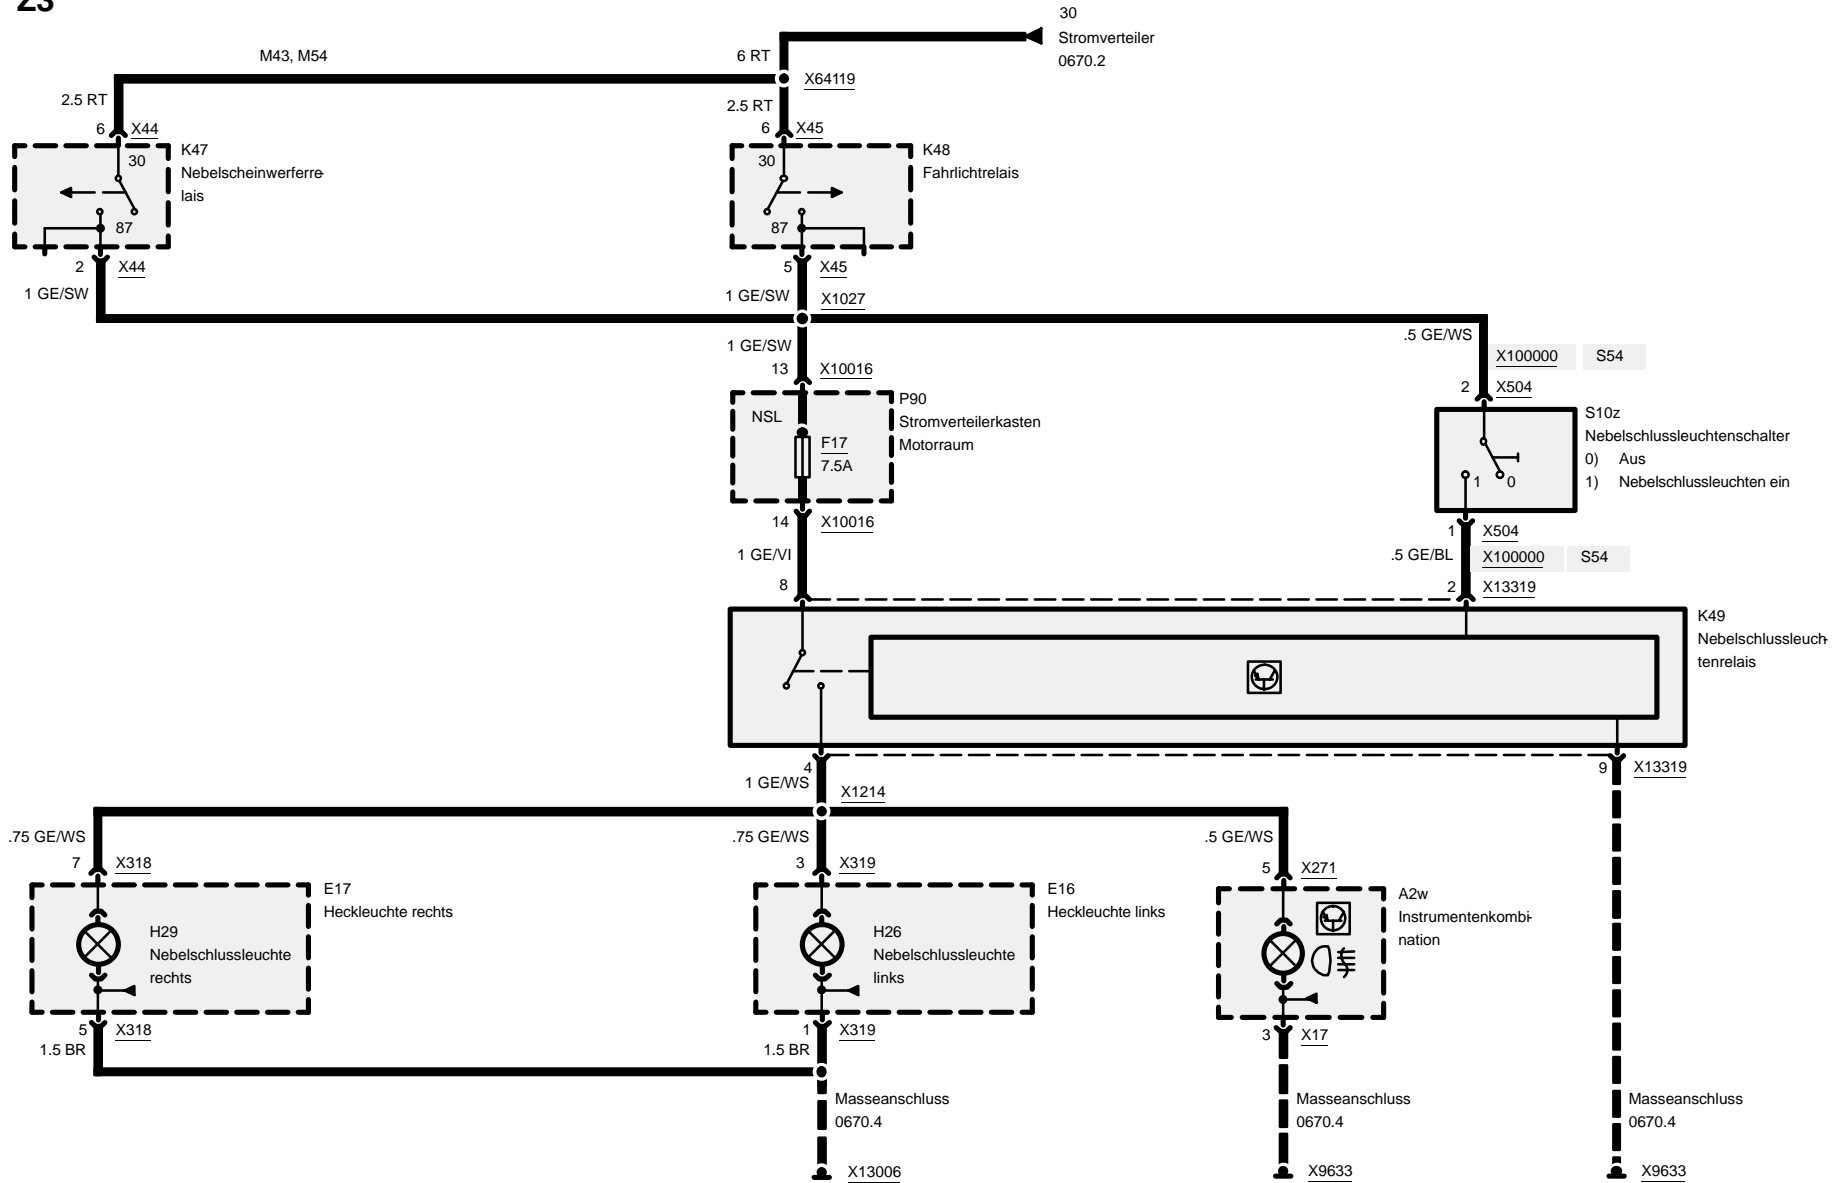 Z3
30
Stromverteiler
0670.2
M43, M54
6 RT
X64119
2.5 RT
2.5 RT
6 X44
6 X45
K47
Nebelscheinwerferre-
lais
30
87
K48
Fahrlichtrelais
30
87
2 X44
5 X45
1 GE/SW
1 GE/SW
X1027
1 GE/SW
.5 GE/WS
X100000 S54
13 X10016
2 X504
P90
Stromverteilerkasten
Motorraum
NSL
F17
7.5A
S10z
Nebelschlussleuchtenschalter
0) Aus
1) Nebelschlussleuchten ein
1 0
14 X10016
1 X504
1 GE/VI
.5 GE/BL
X100000 S54
8
2 X13319
K49
Nebelschlussleuch-
tenrelais
4
9 X13319
1 GE/WS
X1214
.75 GE/WS
.75 GE/WS
.5 GE/WS
7 X318
3 X319
5 X271
E17
Heckleuchte rechts
H29
Nebelschlussleuchte
rechts
E16
Heckleuchte links
H26
Nebelschlussleuchte
links
A2w
Instrumentenkombi-
nation
5 X318
1 X319
3 X17
1.5 BR
1.5 BR
Masseanschluss
0670.4
Masseanschluss
0670.4
Masseanschluss
0670.4
X13006
X9633
X9633